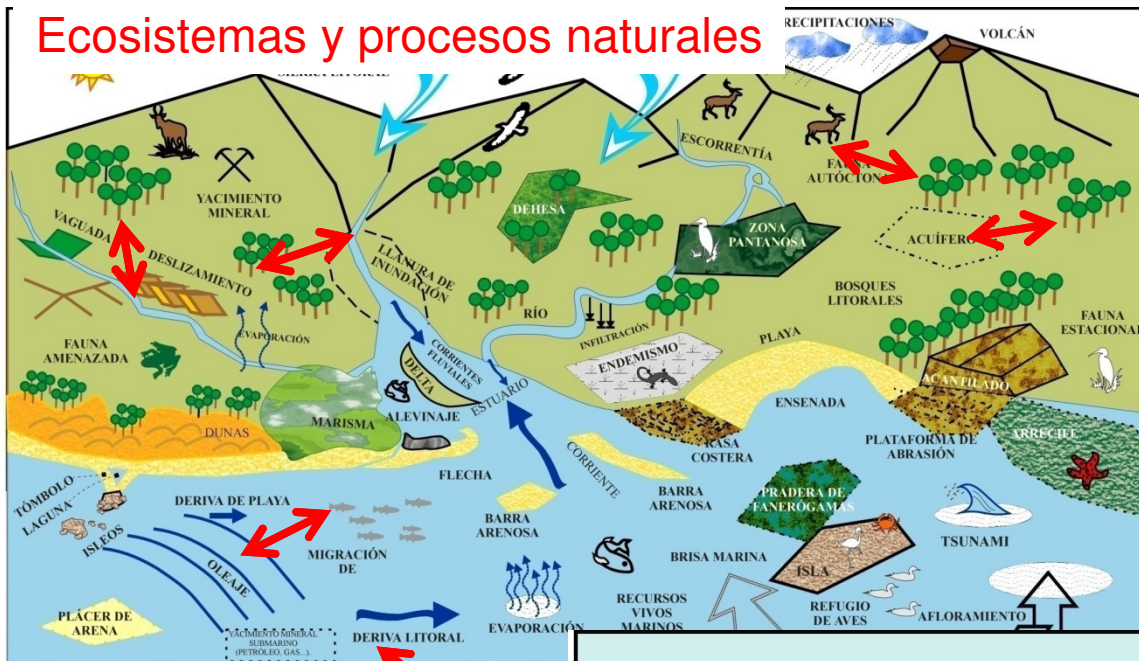 Ecosistemas y procesos naturales
RECIPITACIONES
VOLCÁN
SIERRA LITORAL
ESCORRENTÍA
FAUNA
AUTÓCTONA
YACIMIENTO
MINERAL
DEHESA
VAGUADA
ZONA
PANTANOSA
ACUÍFERO
DESLIZAMIENTO
LLANURA DE
INUNDACIÓN
BOSQUES
LITORALES
RÍO
INFILTRACIÓN
PLAYA
FAUNA
ESTACIONAL
FAUNA
AMENAZADA
EVAPORACIÓN
CORRIENTES
FLUVIALES
ENDEMISMO
DELTA
ESTUARIO
ACANTILADO
ALEVINAJE
ENSENADA
MARISMA
DUNAS
RASA
COSTERA
PLATAFORMA DE
ABRASIÓN
ARRECIFE
FLECHA
CORRIENTE
TÓMBOLO
LAGUNA
DERIVA DE PLAYA
BARRA
ARENOSA
BARRA
ARENOSA
PRADERA DE
FANERÓGAMAS
ISLEOS
OLEAJE
MIGRACIÓN
DE
TSUNAMI
BRISA MARINA
ISLA
PLÁCER DE
ARENA
RECURSOS
VIVOS
MARINOS
REFUGIO
DE AVES
AFLORAMIENTO
YACIMIENTO MINERAL
SUBMARINO
(PETRÓLEO, GAS...).
DERIVA LITORAL
EVAPORACIÓN